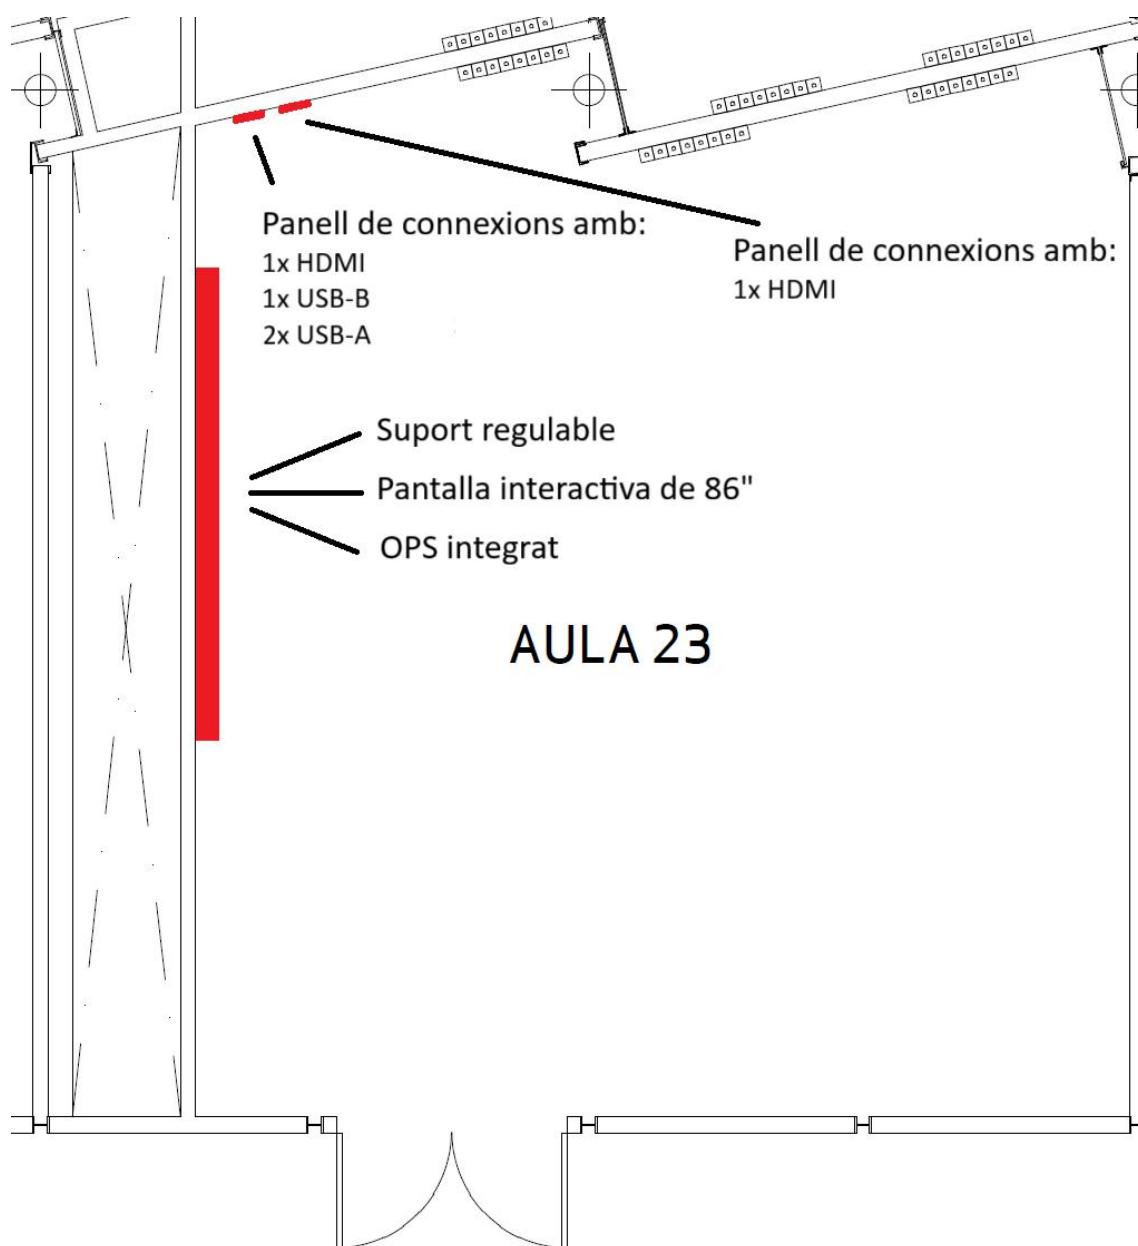 Panell de connexions amb:
1x HDMI
1x USB-B
2x USB-A
Panell de connexions amb:
1x HDMI
Suport regulable
Pantalla interactiva de 86"
OPS integrat
AULA 23